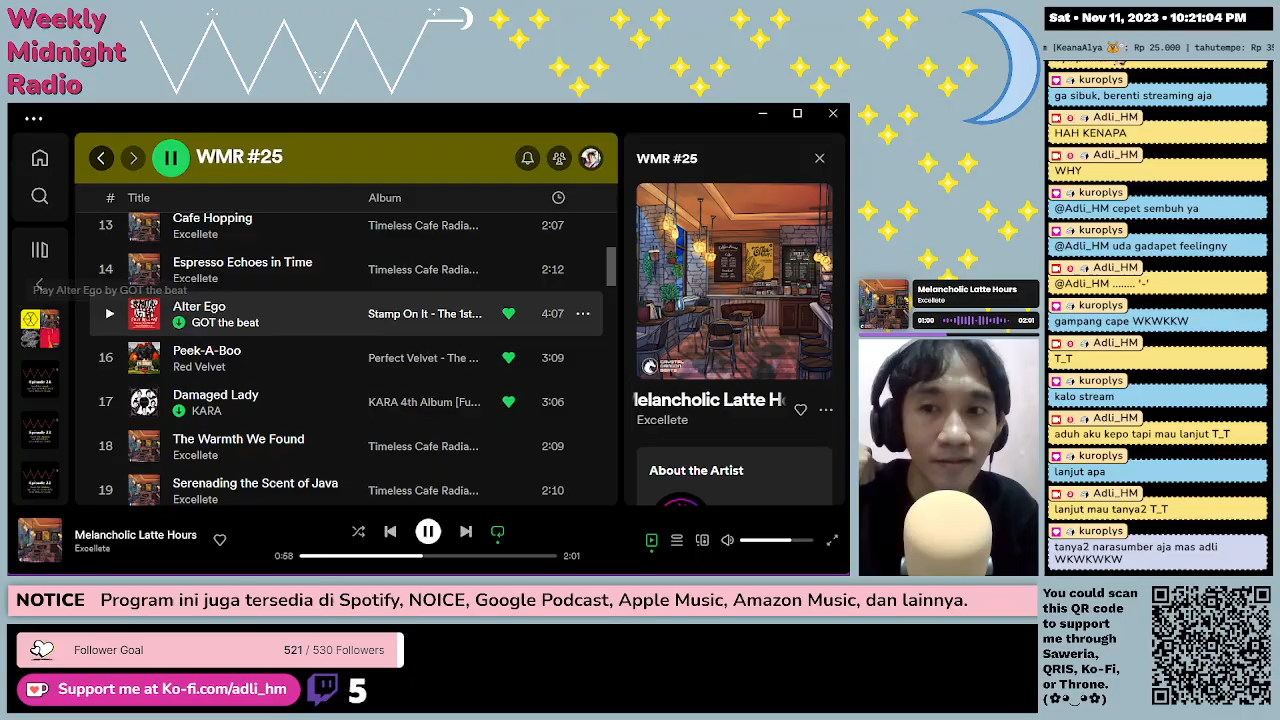 Weekly
Midnight
Radio
Sat • Nov 11, 2023 • 10:21:04 PM
|KeanaAlya 🐯: Rp 25.000 | tahutempe: Rp 35
WMR #25
# Title Album
13 Cafe Hopping Timeless Cafe Radia... 2:07
Excellete
14 Espresso Echoes in Time Timeless Cafe Radia... 2:12
Excellete
Play Alter Ego by GOT the beat
Alter Ego Stamp On It - The 1st... 4:07
GOT the beat
16 Peek-A-Boo Perfect Velvet - The ... 3:09
Red Velvet
17 Damaged Lady KARA 4th Album [Fu... 3:06
KARA
18 The Warmth We Found Timeless Cafe Radia... 2:09
Excellete
19 Serenading the Scent of Java Timeless Cafe Radia... 2:10
Excellete
WMR #25
Melancholic Latte Ho
Excellete
About the Artist
Melancholic Latte Hours
Excellete
0:58 2:01
Melancholic Latte Hours
Excellete
01:00 02:01
kuroplys
ga sibuk, berenti streaming aja
Adli_HM
HAH KENAPA
Adli_HM
WHY
kuroplys
@Adli_HM cepet sembuh ya
kuroplys
@Adli_HM uda gadapet feelingny
Adli_HM
@Adli_HM ........ '-'
kuroplys
gampang cape WKWKKW
Adli_HM
T_T
kuroplys
kalo stream
Adli_HM
aduh aku kepo tapi mau lanjut T_T
kuroplys
lanjut apa
Adli_HM
lanjut mau tanya2 T_T
kuroplys
tanya2 narasumber aja mas adli
WKWKWKW
NOTICE Program ini juga tersedia di Spotify, NOICE, Google Podcast, Apple Music, Amazon Music, dan lainnya.
Follower Goal 521 / 530 Followers
Support me at Ko-fi.com/adli_hm 5
You could scan
this QR code
to support
me through
Saweria,
QRIS, Ko-Fi,
or Throne.
(✿◕‿◕✿)